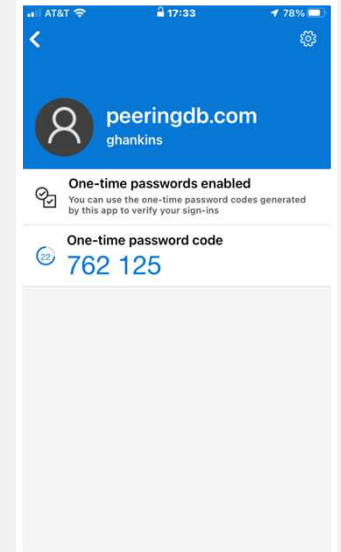 AT&T 17:33 78%
peeringdb.com
ghankins
One-time passwords enabled
You can use the one-time password codes generated
by this app to verify your sign-ins
One-time password code
22
762 125